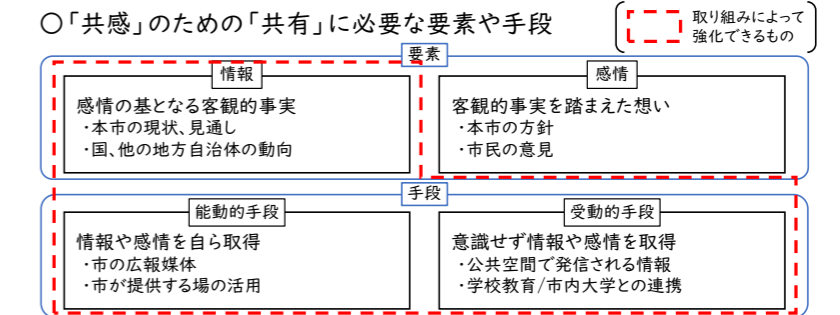 ○「共感」のための「共有」に必要な要素や手段
取り組みによって
強化できるもの
要素
情報
感情の基となる客観的事実
・本市の現状、見通し
・国、他の地方自治体の動向
感情
客観的事実を踏まえた想い
・本市の方針
・市民の意見
手段
能動的手段
情報や感情を自ら取得
・市の広報媒体
・市が提供する場の活用
受動的手段
意識せず情報や感情を取得
・公共空間で発信される情報
・学校教育/市内大学との連携